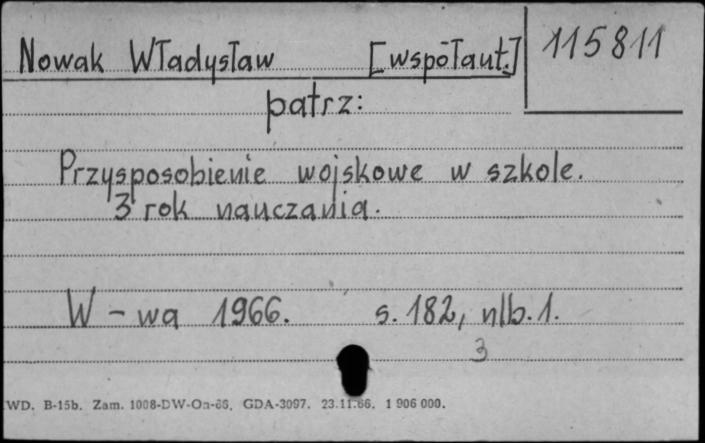 Nowak Władysław [współaut.] 115811
patrz:
Przysposobienie wojskowe w szkole.
3 rok nauczania.
W-wa 1966. s. 182, nlb. 1.
3
WD. B-15b. Zam. 1008-DW-On-66. GDA-3097. 23.11.66. 1 906 000.